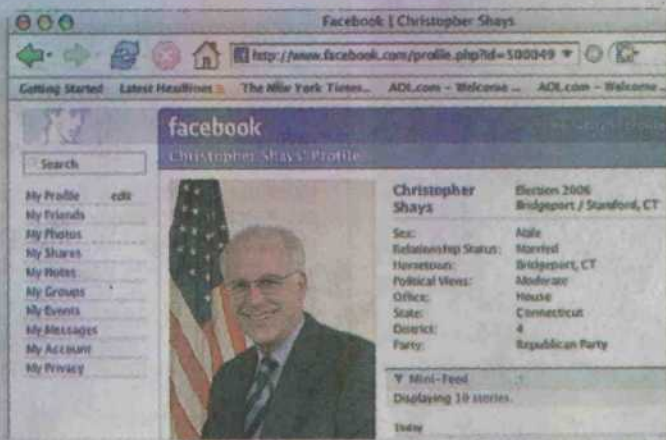 Facebook | Christopher Shays
http://www.facebook.com/profile.php?id=500049
Getting Started Latest Headlines The New York Times... AOL.com - Welcome ... AOL.com - Welcome
facebook
Christopher Shays' Profile
Search
My Profile edit
My Friends
My Photos
My Shares
My Notes
My Groups
My Events
My Messages
My Account
My Privacy
Christopher Shays
Election 2006
Bridgeport / Stamford, CT
Sex: Male
Relationship Status: Married
Hometown: Bridgeport, CT
Political Views: Moderate
Office: House
State: Connecticut
District: 4
Party: Republican Party
Mini-Feed
Displaying 10 stories.
Today